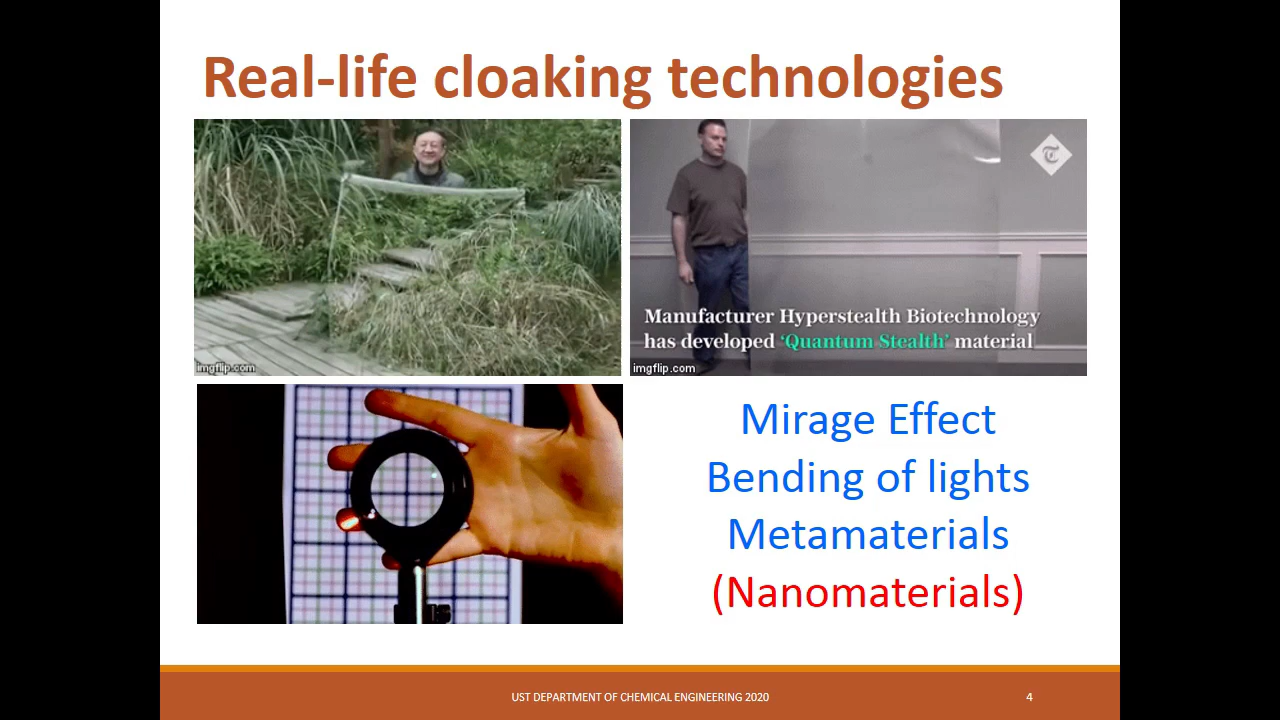 Real-life cloaking technologies
imgflip.com
Manufacturer Hyperstealth Biotechnology
has developed ‘Quantum Stealth’ material
imgflip.com
Mirage Effect
Bending of lights
Metamaterials
(Nanomaterials)
UST DEPARTMENT OF CHEMICAL ENGINEERING 2020
4